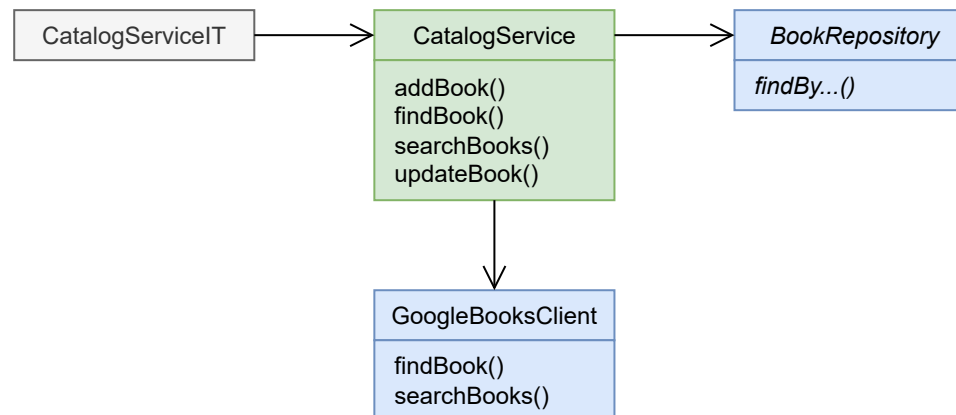 CatalogServiceIT
CatalogService
addBook()
findBook()
searchBooks()
updateBook()
BookRepository
findBy...()
GoogleBooksClient
findBook()
searchBooks()